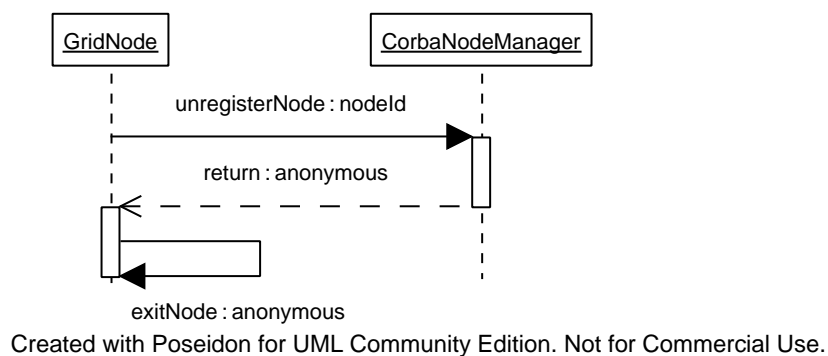 GridNode
CorbaNodeManager
unregisterNode : nodeId
return : anonymous
exitNode : anonymous
Created with Poseidon for UML Community Edition. Not for Commercial Use.